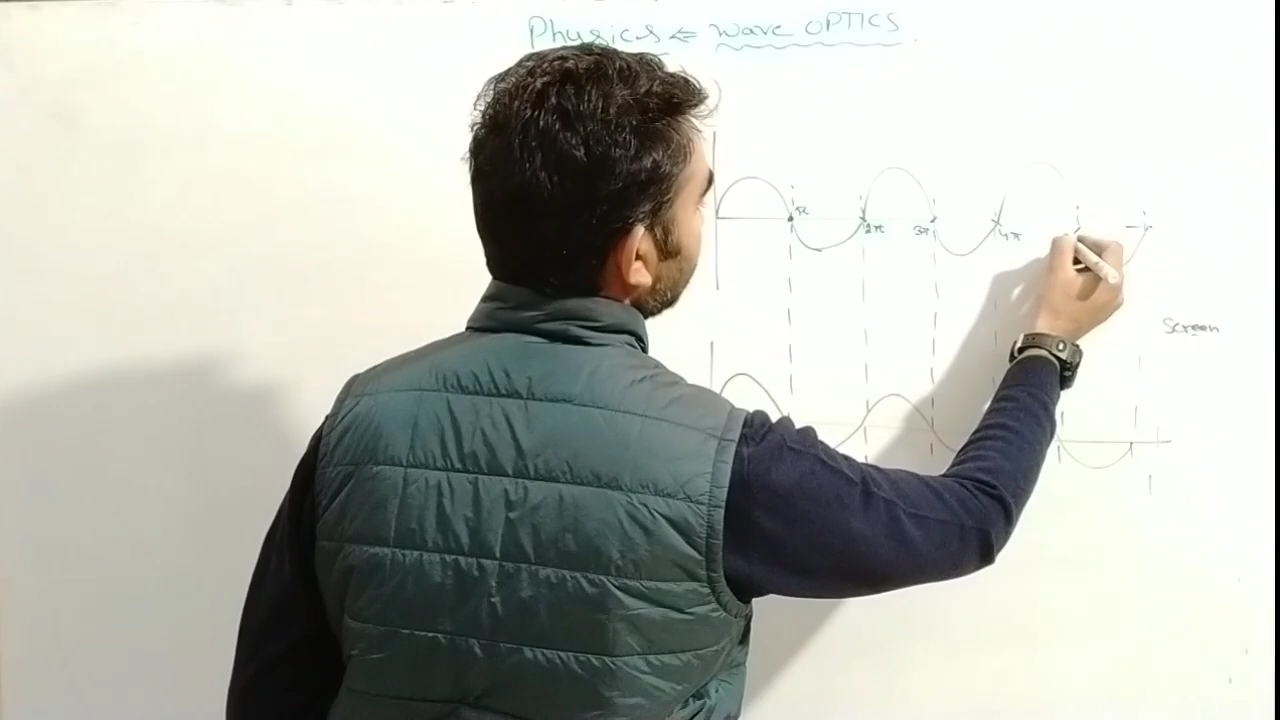 Physics ⇐ Wave OPTICS
π 2π 3π 4π
Screen